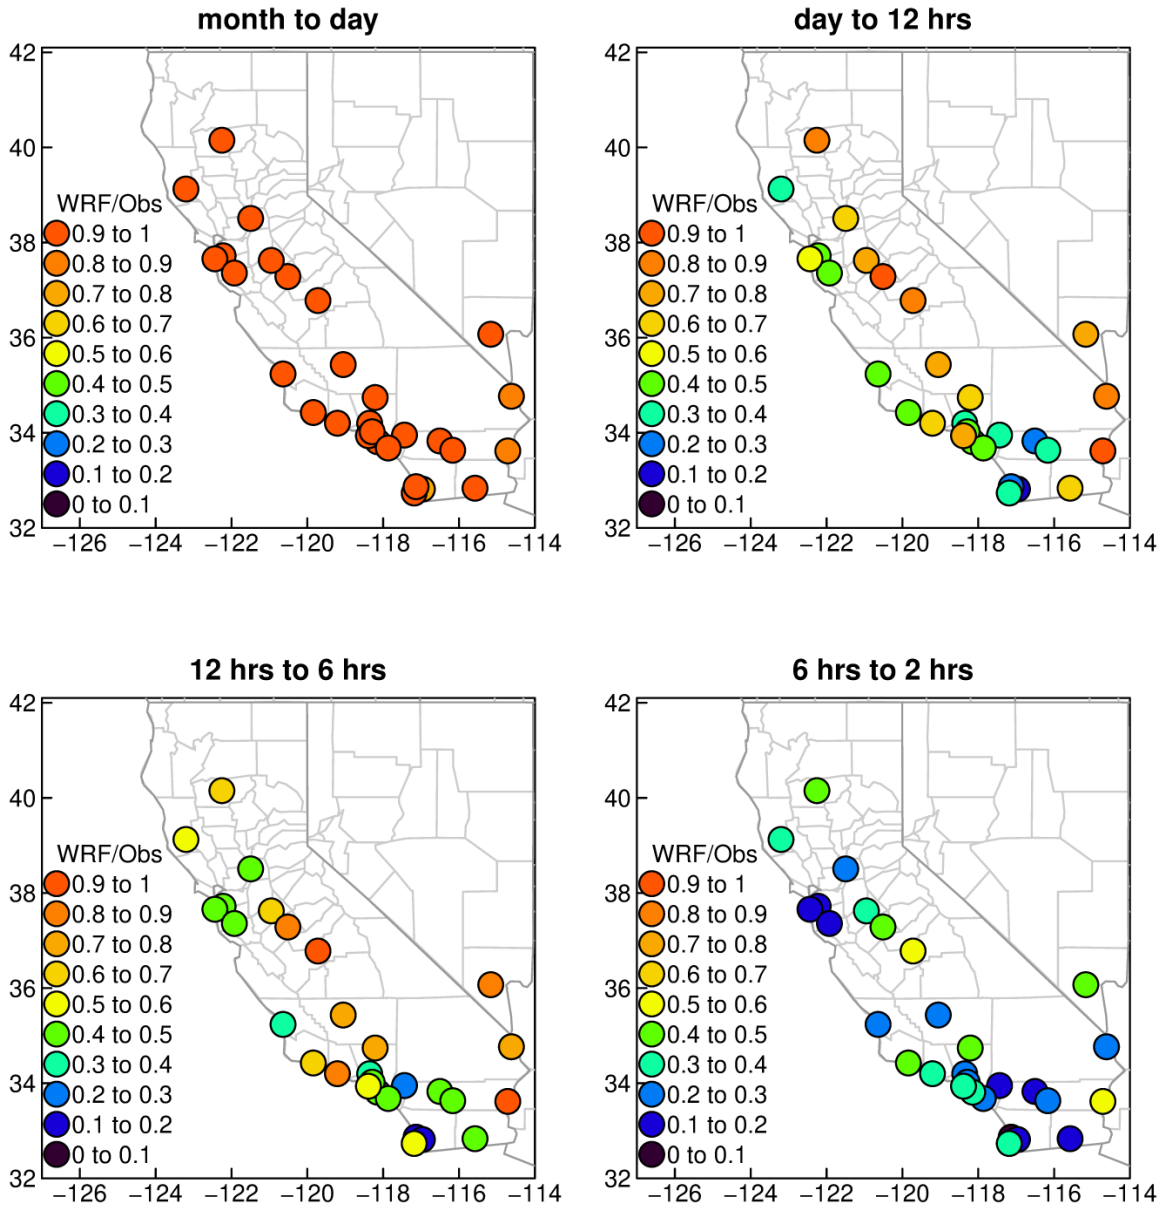 month to day
42
40
38
36
34
32
WRF/Obs
0.9 to 1
0.8 to 0.9
0.7 to 0.8
0.6 to 0.7
0.5 to 0.6
0.4 to 0.5
0.3 to 0.4
0.2 to 0.3
0.1 to 0.2
0 to 0.1
−126 −124 −122 −120 −118 −116 −114
day to 12 hrs
42
40
38
36
34
32
WRF/Obs
0.9 to 1
0.8 to 0.9
0.7 to 0.8
0.6 to 0.7
0.5 to 0.6
0.4 to 0.5
0.3 to 0.4
0.2 to 0.3
0.1 to 0.2
0 to 0.1
−126 −124 −122 −120 −118 −116 −114
12 hrs to 6 hrs
42
40
38
36
34
32
WRF/Obs
0.9 to 1
0.8 to 0.9
0.7 to 0.8
0.6 to 0.7
0.5 to 0.6
0.4 to 0.5
0.3 to 0.4
0.2 to 0.3
0.1 to 0.2
0 to 0.1
−126 −124 −122 −120 −118 −116 −114
6 hrs to 2 hrs
42
40
38
36
34
32
WRF/Obs
0.9 to 1
0.8 to 0.9
0.7 to 0.8
0.6 to 0.7
0.5 to 0.6
0.4 to 0.5
0.3 to 0.4
0.2 to 0.3
0.1 to 0.2
0 to 0.1
−126 −124 −122 −120 −118 −116 −114